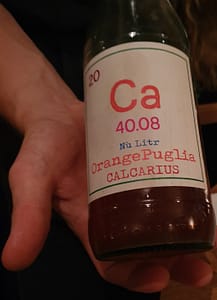 20
Ca
40.08
Nù Litr
OrangePuglia
CALCARIUS